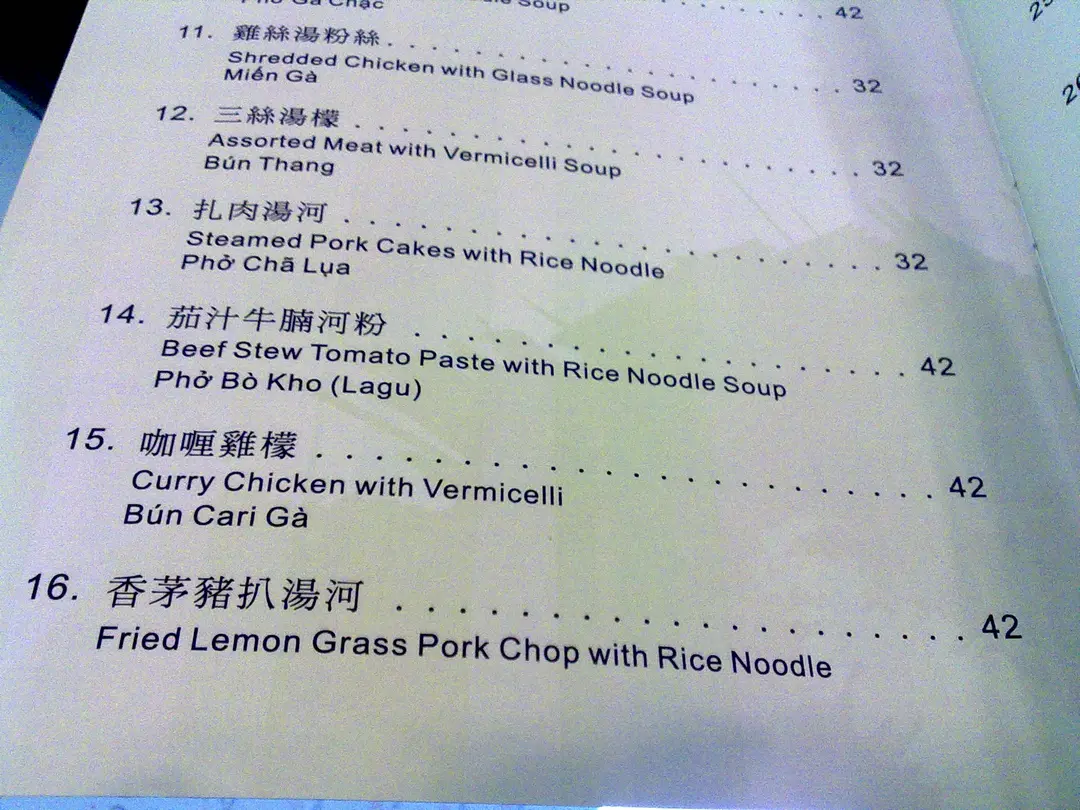 Soup
42
11. 雞絲湯粉絲 . . . . . . . . . . . . . . . . . . . . 32
Shredded Chicken with Glass Noodle Soup
Miến Gà
12. 三絲湯檬 . . . . . . . . . . . . . . . . . . . . . 32
Assorted Meat with Vermicelli Soup
Bún Thang
13. 扎肉湯河 . . . . . . . . . . . . . . . . . . . . . 32
Steamed Pork Cakes with Rice Noodle
Phở Chã Lụa
14. 茄汁牛腩河粉 . . . . . . . . . . . . . . . . . . 42
Beef Stew Tomato Paste with Rice Noodle Soup
Phở Bò Kho (Lagu)
15. 咖喱雞檬 . . . . . . . . . . . . . . . . . . . . 42
Curry Chicken with Vermicelli
Bún Cari Gà
16. 香茅豬扒湯河 . . . . . . . . . . . . . . . . . . . 42
Fried Lemon Grass Pork Chop with Rice Noodle